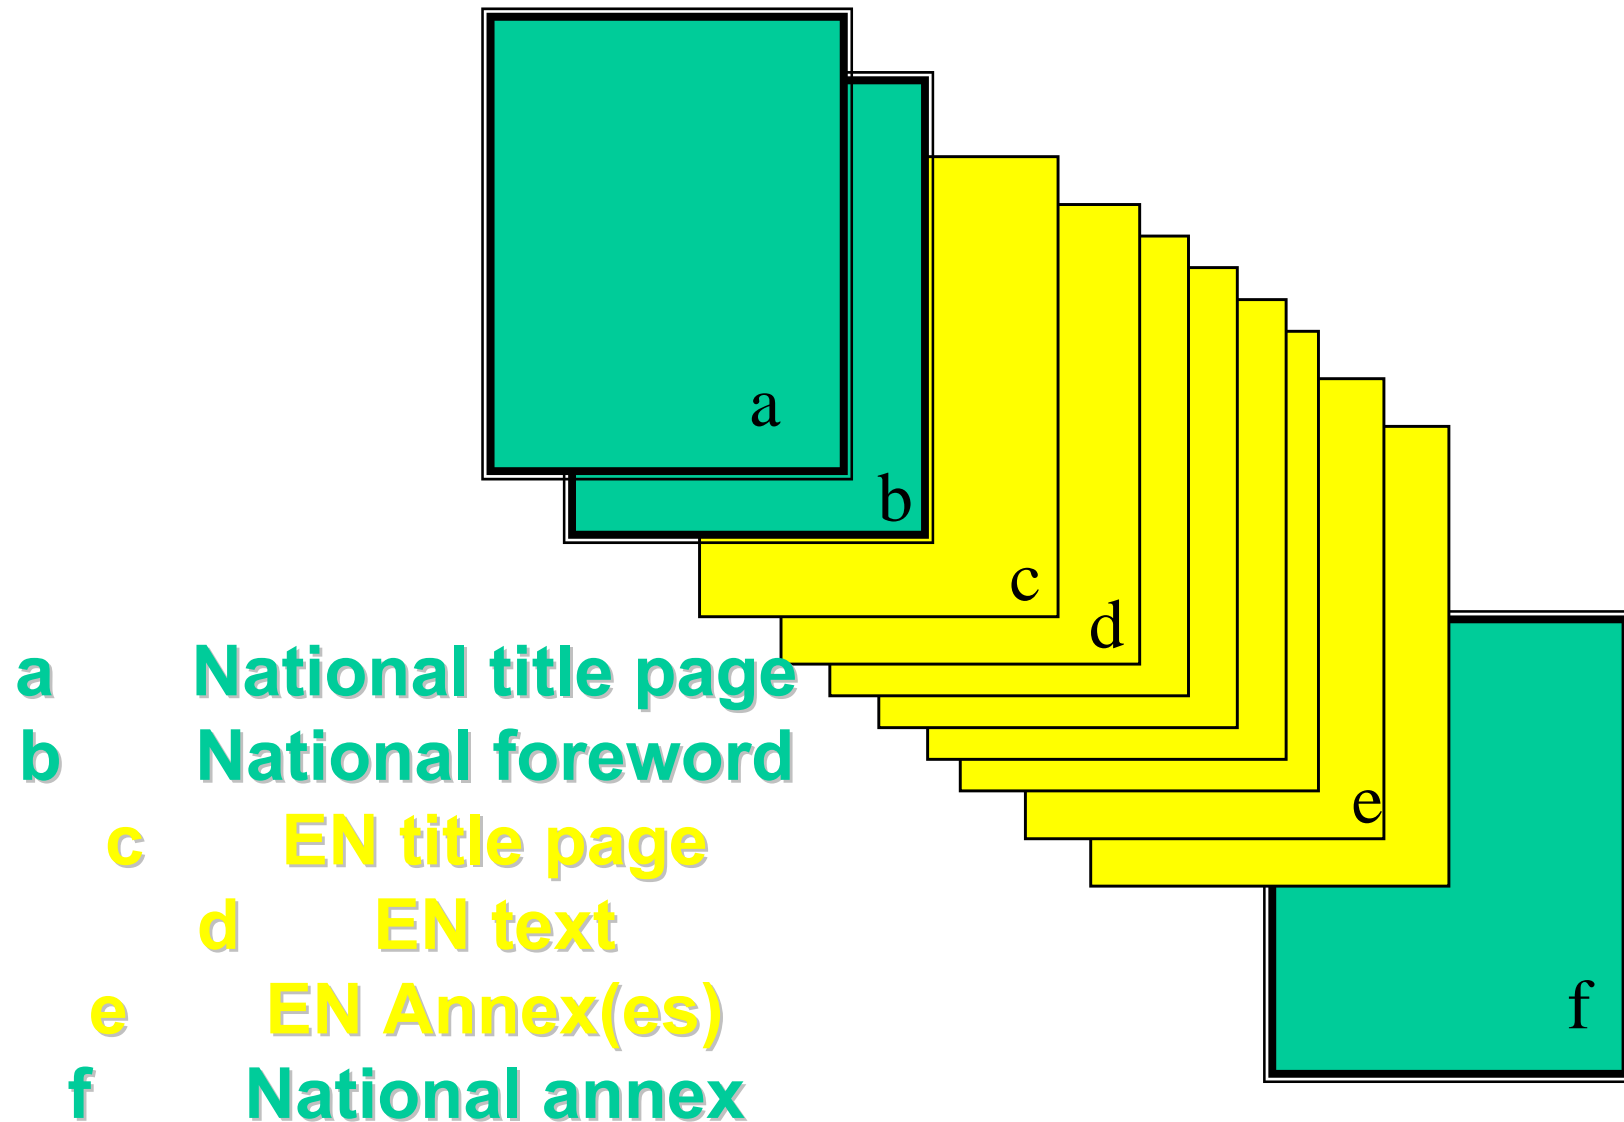 a
b
c
d
e
f
a National title page
b National foreword
c EN title page
d EN text
e EN Annex(es)
f National annex